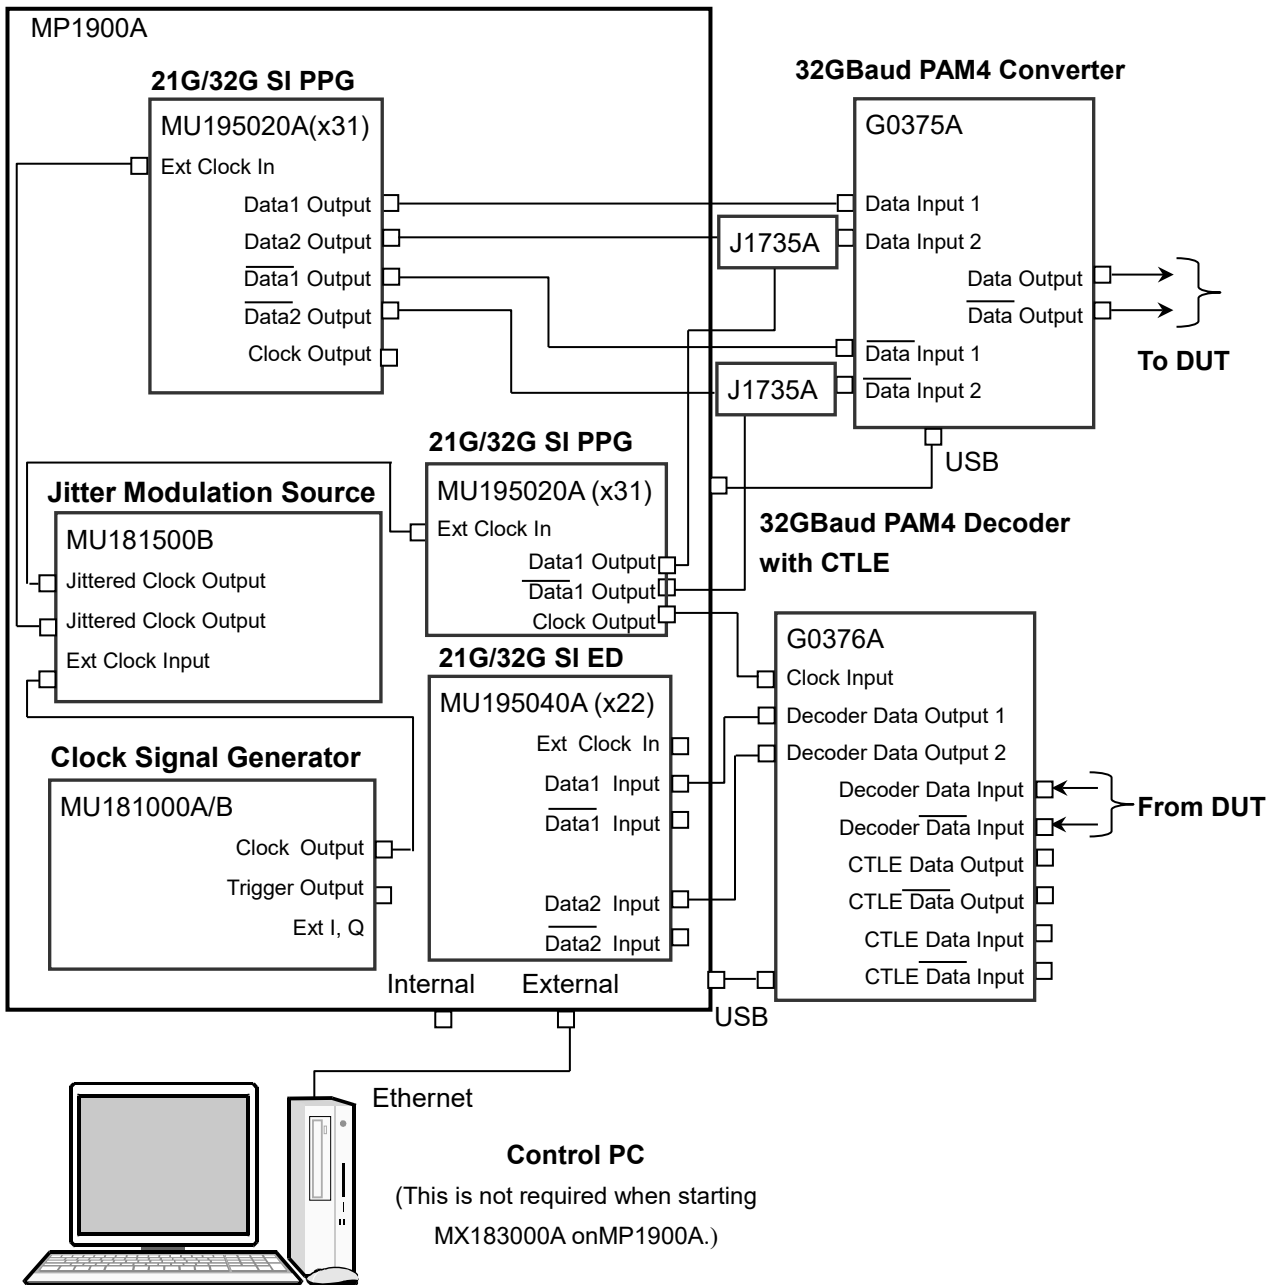 MP1900A
21G/32G SI PPG
MU195020A(x31)
Ext Clock In
Data1 Output
Data2 Output
Data1 Output
Data2 Output
Clock Output
32GBaud PAM4 Converter
G0375A
Data Input 1
Data Input 2
Data Output
Data Output
Data Input 1
Data Input 2
J1735A
J1735A
To DUT
USB
21G/32G SI PPG
MU195020A (x31)
Ext Clock In
Data1 Output
Data1 Output
Clock Output
Jitter Modulation Source
MU181500B
Jittered Clock Output
Jittered Clock Output
Ext Clock Input
32GBaud PAM4 Decoder
with CTLE
G0376A
Clock Input
Decoder Data Output 1
Decoder Data Output 2
Decoder Data Input
Decoder Data Input
CTLE Data Output
CTLE Data Output
CTLE Data Input
CTLE Data Input
From DUT
21G/32G SI ED
MU195040A (x22)
Ext Clock In
Data1 Input
Data1 Input
Data2 Input
Data2 Input
Clock Signal Generator
MU181000A/B
Clock Output
Trigger Output
Ext I, Q
Internal
External
USB
Ethernet
Control PC
(This is not required when starting
MX183000A onMP1900A.)